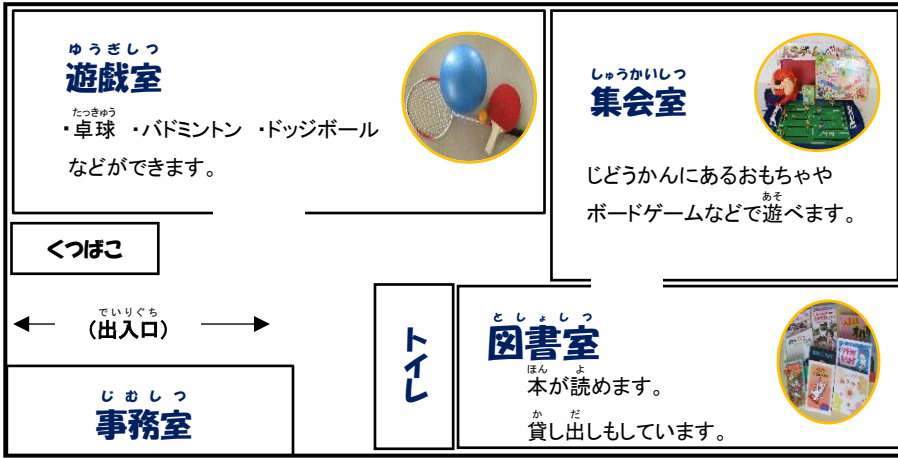 ゆうぎしつ
遊戯室
たっきゅう
・卓球 ・バドミントン ・ドッジボール
などができます。
しゅうかいしつ
集会室
じどうかんにあるおもちゃや
あそ
ボードゲームなどで遊べます。
くつばこ
でいりぐち
(出入口)
じむしつ
事務室
トイレ
としょしつ
図書室
ほん よ
本が読めます。
か だ
貸し出しもしています。